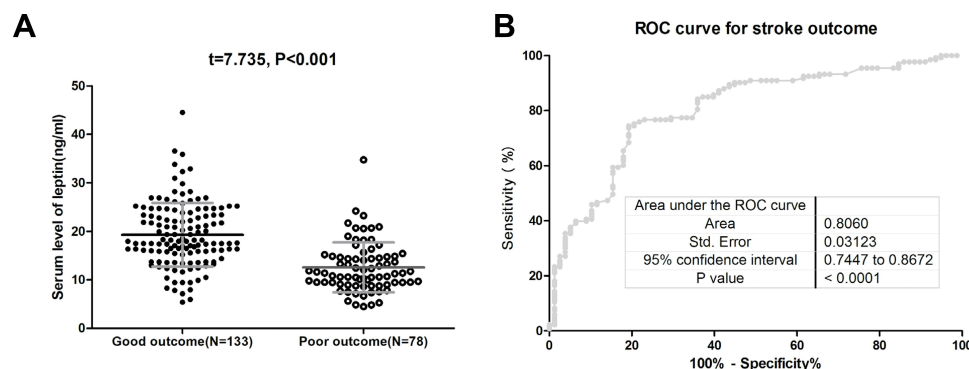 A
t=7.735, P<0.001
Serum level of leptin(ng/ml)
50
40
30
20
10
0
Good outcome(N=133)
Poor outcome(N=78)
B
ROC curve for stroke outcome
Sensitivity ( %)
100
80
60
40
20
0
Area under the ROC curve
Area 0.8060
Std. Error 0.03123
95% confidence interval 0.7447 to 0.8672
P value < 0.0001
0 20 40 60 80 100
100% - Specificity%